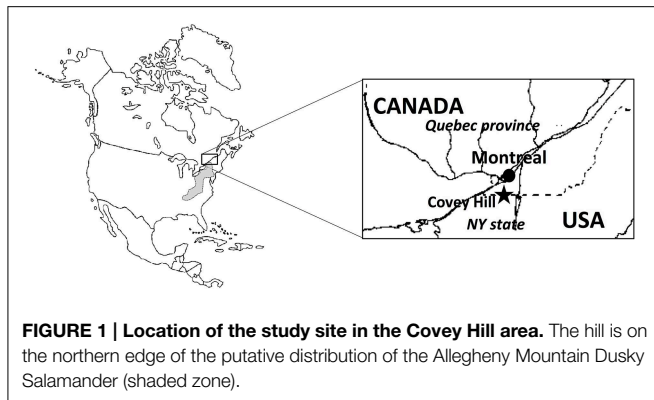 CANADA
Quebec province
Montreal
Covey Hill
NY state
USA
FIGURE 1 | Location of the study site in the Covey Hill area. The hill is on
the northern edge of the putative distribution of the Allegheny Mountain Dusky
Salamander (shaded zone).